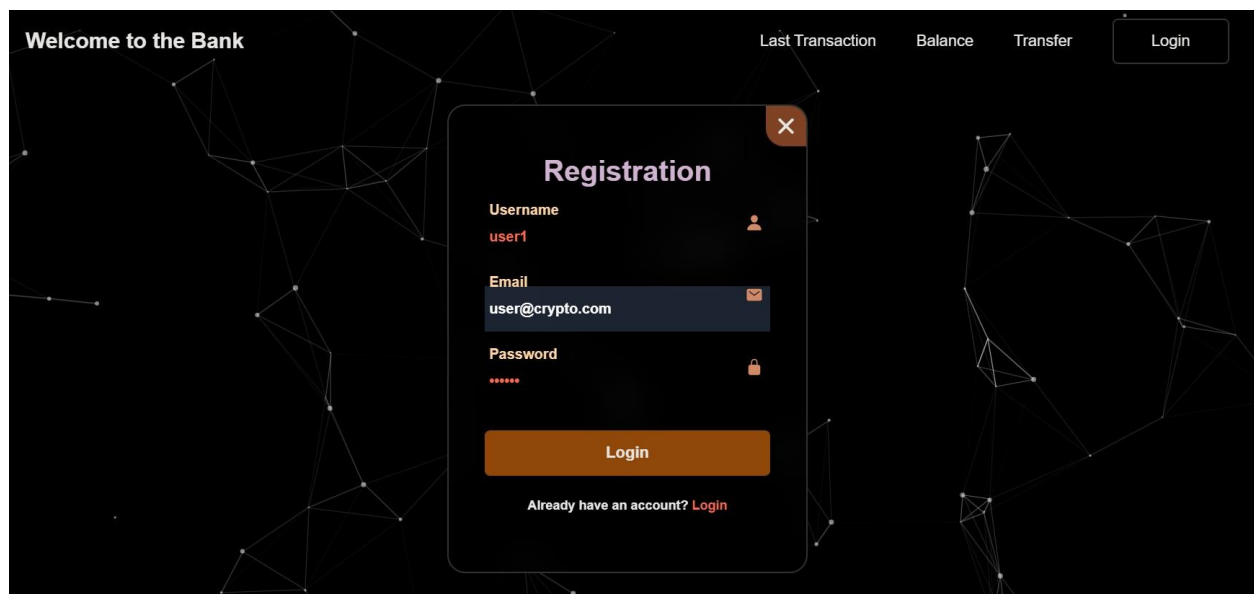 Welcome to the Bank Last Transaction Balance Transfer Login
Registration
Username
user1
Email
user@crypto.com
Password
••••••
Login
Already have an account? Login